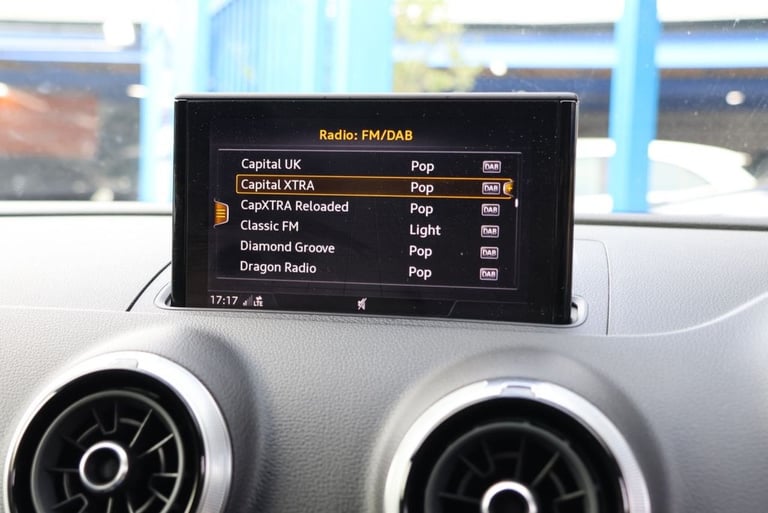 Radio: FM/DAB
Capital UK Pop DAB
Capital XTRA Pop DAB
CapXTRA Reloaded Pop DAB
Classic FM Light DAB
Diamond Groove Pop DAB
Dragon Radio Pop DAB
17:17 LTE